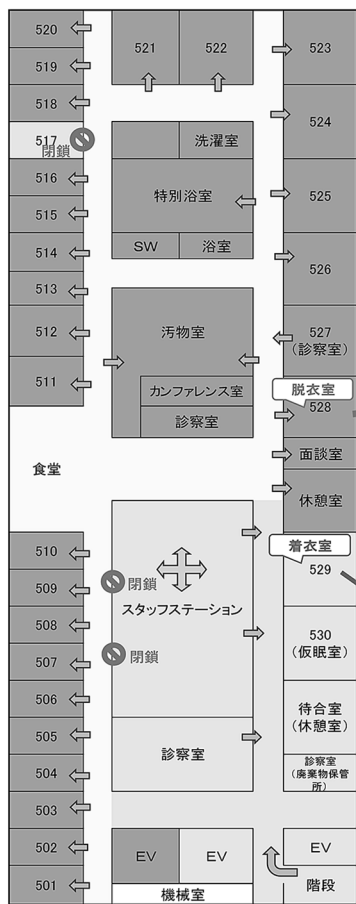 520
519
518
517
閉鎖
516
515
514
513
512
511
食堂
510
509
閉鎖
508
507
閉鎖
506
505
504
503
502
501
521
522
洗濯室
特別浴室
SW
浴室
汚物室
カンファレンス室
診察室
スタッフステーション
診察室
EV
EV
機械室
523
524
525
526
527
(診察室)
脱衣室
528
面談室
休憩室
着衣室
529
530
(仮眠室)
待合室
(休憩室)
診察室
(廃棄物保管
所)
EV
階段